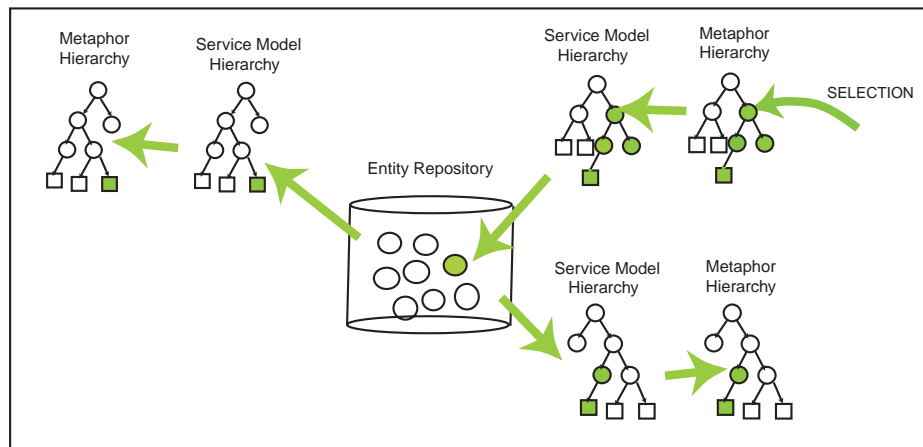 Metaphor
Hierarchy
Service Model
Hierarchy
Service Model
Hierarchy
Metaphor
Hierarchy
SELECTION
Entity Repository
Service Model
Hierarchy
Metaphor
Hierarchy